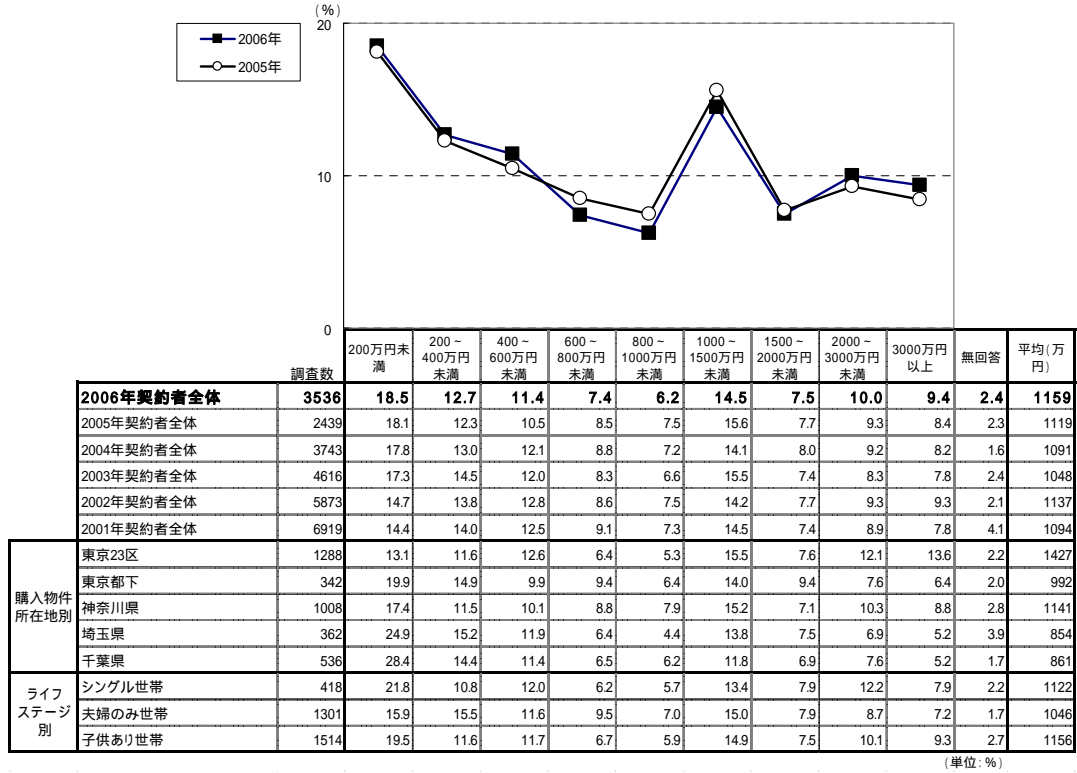 (%)
20
10
0
2006年
2005年
調査数 200万円未満 200～400万円未満 400～600万円未満 600～800万円未満 800～1000万円未満 1000～1500万円未満 1500～2000万円未満 2000～3000万円未満 3000万円以上 無回答 平均(万円)
2006年契約者全体 3536 18.5 12.7 11.4 7.4 6.2 14.5 7.5 10.0 9.4 2.4 1159
2005年契約者全体 2439 18.1 12.3 10.5 8.5 7.5 15.6 7.7 9.3 8.4 2.3 1119
2004年契約者全体 3743 17.8 13.0 12.1 8.8 7.2 14.1 8.0 9.2 8.2 1.6 1091
2003年契約者全体 4616 17.3 14.5 12.0 8.3 6.6 15.5 7.4 8.3 7.8 2.4 1048
2002年契約者全体 5873 14.7 13.8 12.8 8.6 7.5 14.2 7.7 9.3 9.3 2.1 1137
2001年契約者全体 6919 14.4 14.0 12.5 9.1 7.3 14.5 7.4 8.9 7.8 4.1 1094
購入物件所在地別
東京23区 1288 13.1 11.6 12.6 6.4 5.3 15.5 7.6 12.1 13.6 2.2 1427
東京都下 342 19.9 14.9 9.9 9.4 6.4 14.0 9.4 7.6 6.4 2.0 992
神奈川県 1008 17.4 11.5 10.1 8.8 7.9 15.2 7.1 10.3 8.8 2.8 1141
埼玉県 362 24.9 15.2 11.9 6.4 4.4 13.8 7.5 6.9 5.2 3.9 854
千葉県 536 28.4 14.4 11.4 6.5 6.2 11.8 6.9 7.6 5.2 1.7 861
ライフステージ別
シングル世帯 418 21.8 10.8 12.0 6.2 5.7 13.4 7.9 12.2 7.9 2.2 1122
夫婦のみ世帯 1301 15.9 15.5 11.6 9.5 7.0 15.0 7.9 8.7 7.2 1.7 1046
子供あり世帯 1514 19.5 11.6 11.7 6.7 5.9 14.9 7.5 10.1 9.3 2.7 1156
(単位:%)